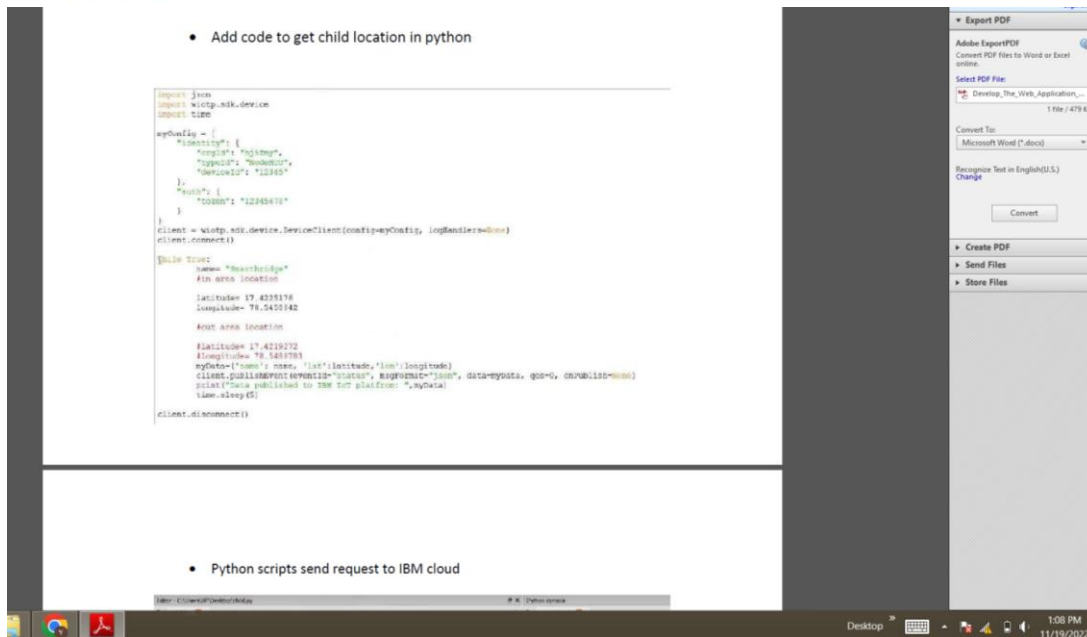 • Add code to get child location in python
import json
import wiotp.sdk.device
import time
myConfig = {
"identity": {
"orgId":
"typeId": "NodeMCU",
"deviceId": "12345"
},
"auth": {
"token": "12345678"
}
}
client = wiotp.sdk.device.DeviceClient(config=myConfig, logHandlers=None)
client.connect()
While True:
name= "Smartbridge"
#in area location
latitude= 17.4225176
longitude= 78.5458842
#out area location
#latitude= 17.4219272
#longitude= 78.5488783
myData={'name': name, 'lat':latitude,'lon':longitude}
client.publishEvent(eventId="status", msgFormat="json", data=myData, qos=0, onPublish=None)
print("Data published to IBM IoT platfrom: ",myData)
time.sleep(5)
client.disconnect()
• Python scripts send request to IBM cloud
Python console
▾ Export PDF
Adobe ExportPDF
Convert PDF files to Word or Excel
online.
Select PDF File:
Develop_The_Web_Application_...
1 file / 479
Convert To:
Microsoft Word (*.docx)
Recognize Text in English(U.S.)
Change
Convert
▸ Create PDF
▸ Send Files
▸ Store Files
Desktop
1:08 PM